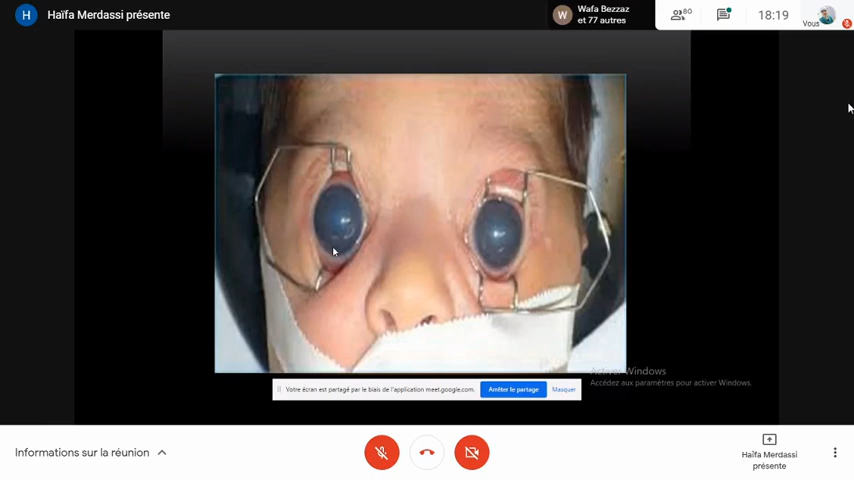 H Haïfa Merdassi présente
W Wafa Bezzaz
et 77 autres
80
18:19
Vous
Activer Windows
Accédez aux paramètres pour activer Windows.
Votre écran est partagé par le biais de l'application meet.google.com.
Arrêter le partage
Masquer
Informations sur la réunion
Haïfa Merdassi
présente